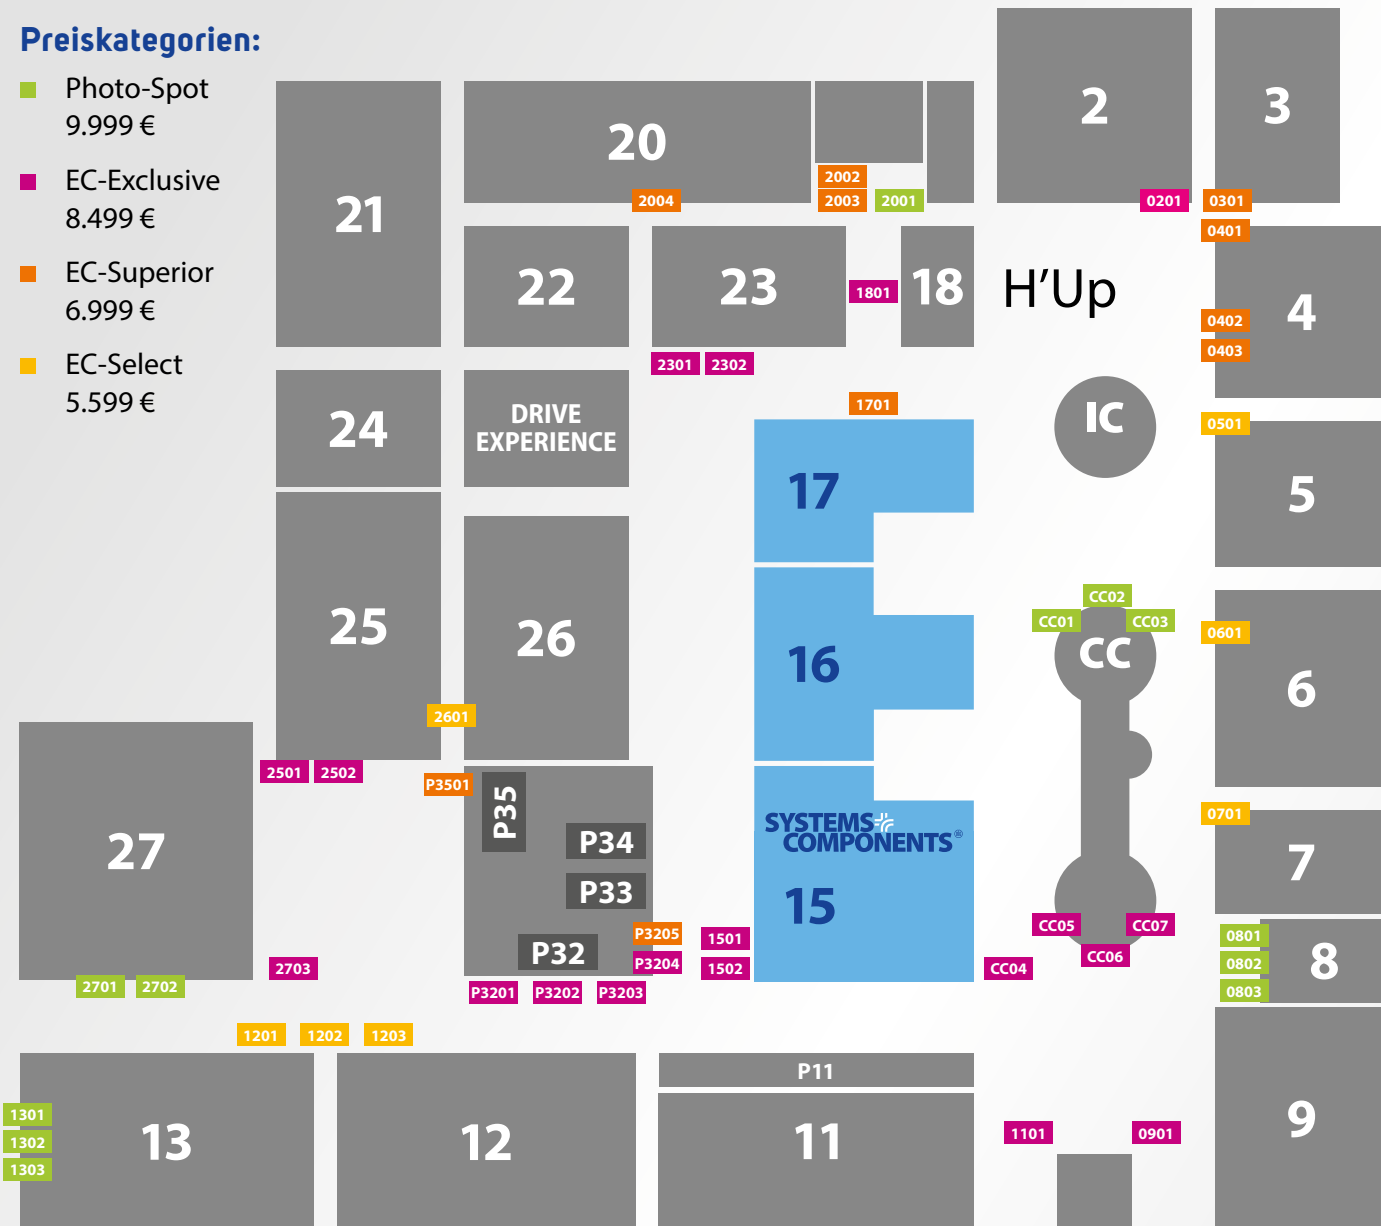 Preiskategorien:
Photo-Spot
9.999 €
EC-Exclusive
8.499 €
EC-Superior
6.999 €
EC-Select
5.599 €
2
3
20
21
2002
2003
2004
2001
0201
0301
0401
22
23
1801
18
H'Up
4
0402
0403
2301
2302
24
DRIVE
EXPERIENCE
1701
IC
0501
17
5
25
26
16
CC02
CC01
CC03
CC
0601
6
2601
2501
2502
P3501
P35
P34
P33
P32
27
SYSTEMS
COMPONENTS®
15
0701
7
P3205
P3204
1501
1502
CC04
CC05
CC07
CC06
0801
0802
0803
8
2703
2701
2702
P3201
P3202
P3203
1201
1202
1203
P11
1301
1302
1303
13
12
11
1101
0901
9